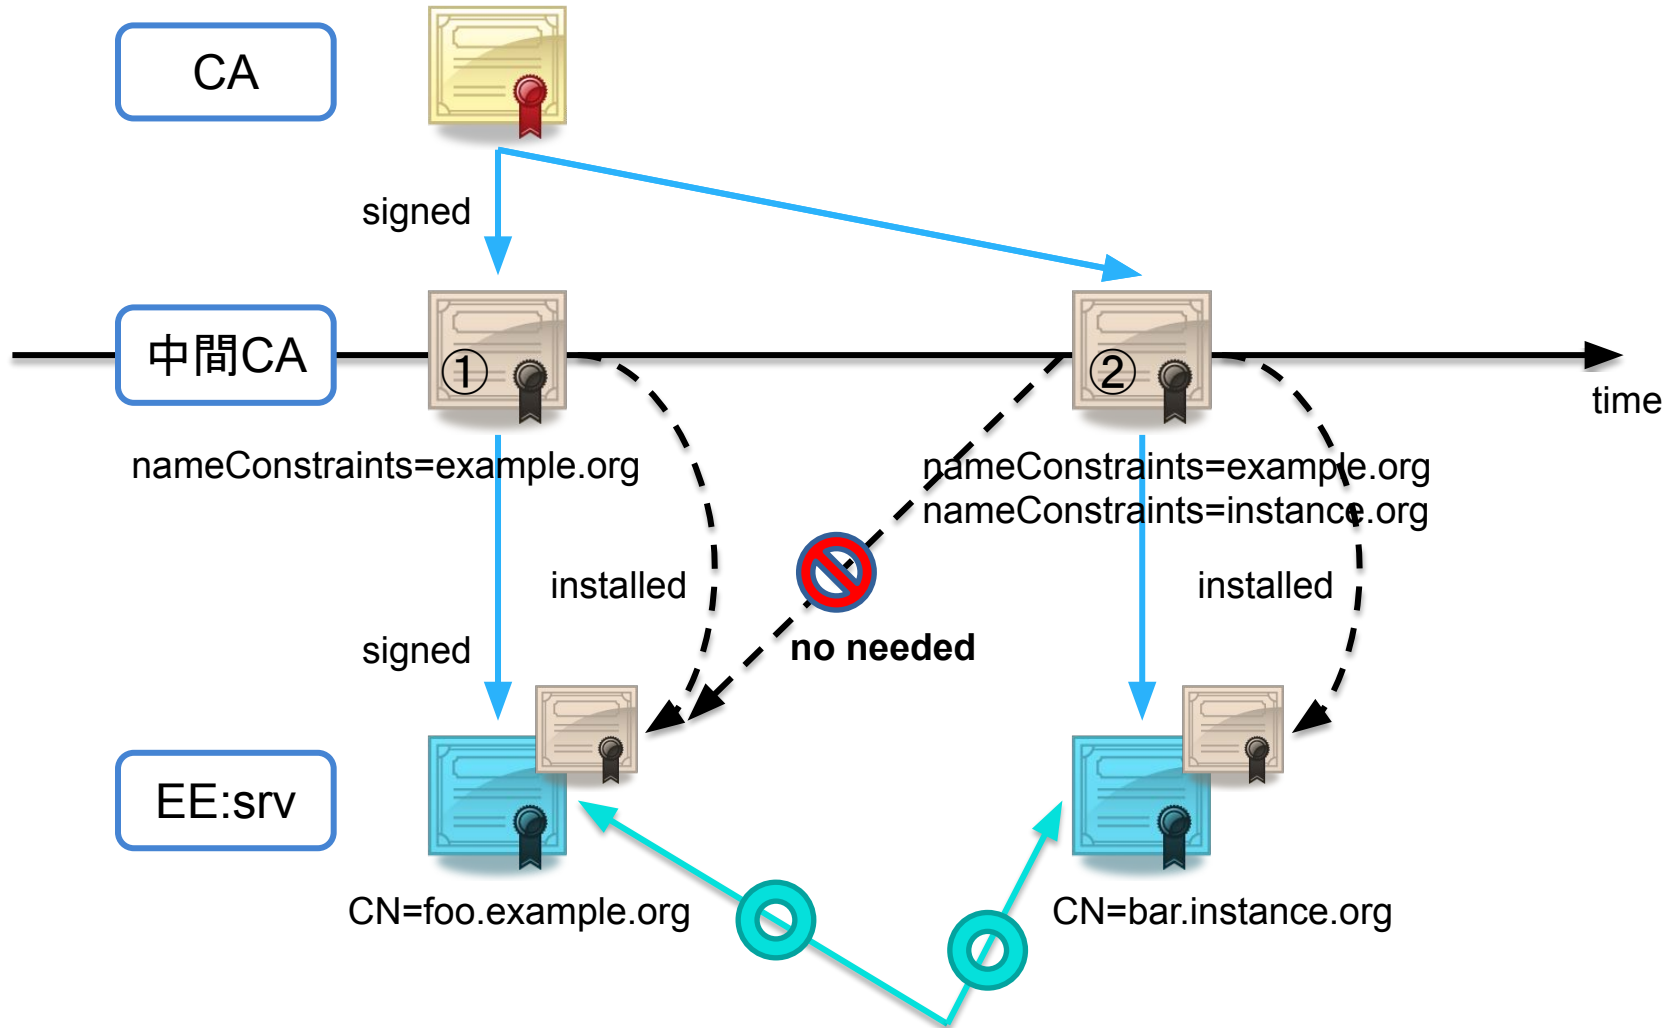 CA
signed
中間CA
①
②
time
nameConstraints=example.org
nameConstraints=example.org
nameConstraints=instance.org
installed
installed
signed
no needed
EE:srv
CN=foo.example.org
CN=bar.instance.org